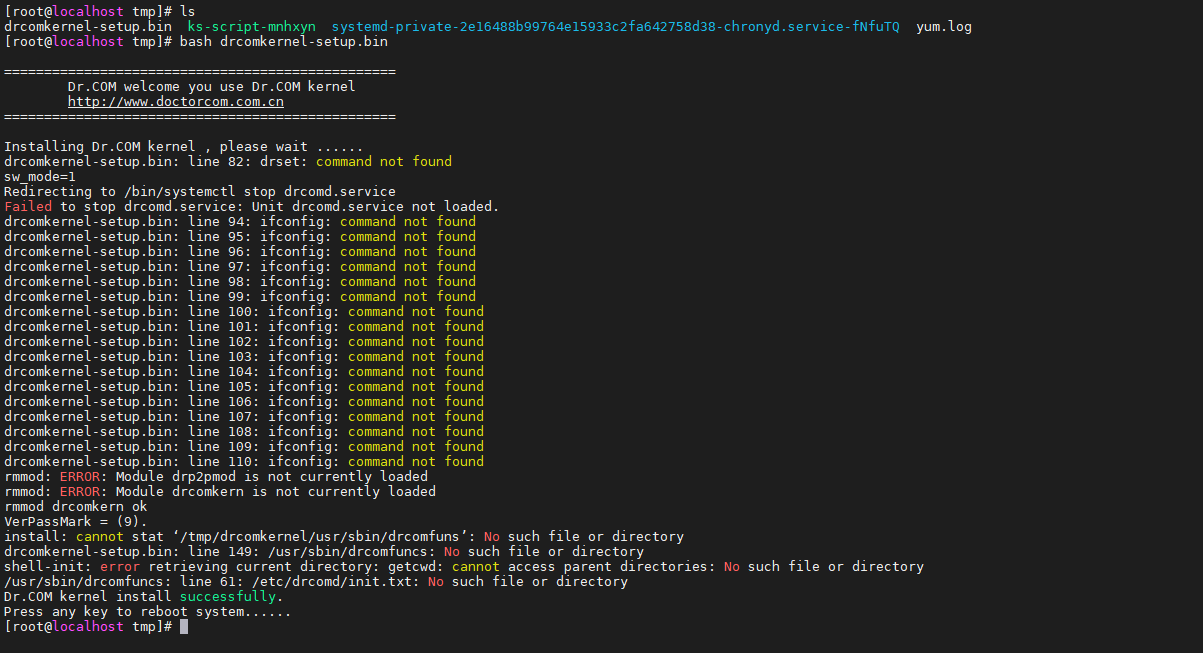 [root@localhost tmp]# ls
drcomkernel-setup.bin  ks-script-mnhxyn  systemd-private-2e16488b99764e15933c2fa642758d38-chronyd.service-fNfuTQ  yum.log
[root@localhost tmp]# bash drcomkernel-setup.bin
=================================================
Dr.COM welcome you use Dr.COM kernel
http://www.doctorcom.com.cn
=================================================
Installing Dr.COM kernel , please wait ......
drcomkernel-setup.bin: line 82: drset: command not found
sw_mode=1
Redirecting to /bin/systemctl stop drcomd.service
Failed to stop drcomd.service: Unit drcomd.service not loaded.
drcomkernel-setup.bin: line 94: ifconfig: command not found
drcomkernel-setup.bin: line 95: ifconfig: command not found
drcomkernel-setup.bin: line 96: ifconfig: command not found
drcomkernel-setup.bin: line 97: ifconfig: command not found
drcomkernel-setup.bin: line 98: ifconfig: command not found
drcomkernel-setup.bin: line 99: ifconfig: command not found
drcomkernel-setup.bin: line 100: ifconfig: command not found
drcomkernel-setup.bin: line 101: ifconfig: command not found
drcomkernel-setup.bin: line 102: ifconfig: command not found
drcomkernel-setup.bin: line 103: ifconfig: command not found
drcomkernel-setup.bin: line 104: ifconfig: command not found
drcomkernel-setup.bin: line 105: ifconfig: command not found
drcomkernel-setup.bin: line 106: ifconfig: command not found
drcomkernel-setup.bin: line 107: ifconfig: command not found
drcomkernel-setup.bin: line 108: ifconfig: command not found
drcomkernel-setup.bin: line 109: ifconfig: command not found
drcomkernel-setup.bin: line 110: ifconfig: command not found
rmmod: ERROR: Module drp2pmod is not currently loaded
rmmod: ERROR: Module drcomkern is not currently loaded
rmmod drcomkern ok
VerPassMark = (9).
install: cannot stat ‘/tmp/drcomkernel/usr/sbin/drcomfuns’: No such file or directory
drcomkernel-setup.bin: line 149: /usr/sbin/drcomfuncs: No such file or directory
shell-init: error retrieving current directory: getcwd: cannot access parent directories: No such file or directory
/usr/sbin/drcomfuncs: line 61: /etc/drcomd/init.txt: No such file or directory
Dr.COM kernel install successfully.
Press any key to reboot system......
[root@localhost tmp]#